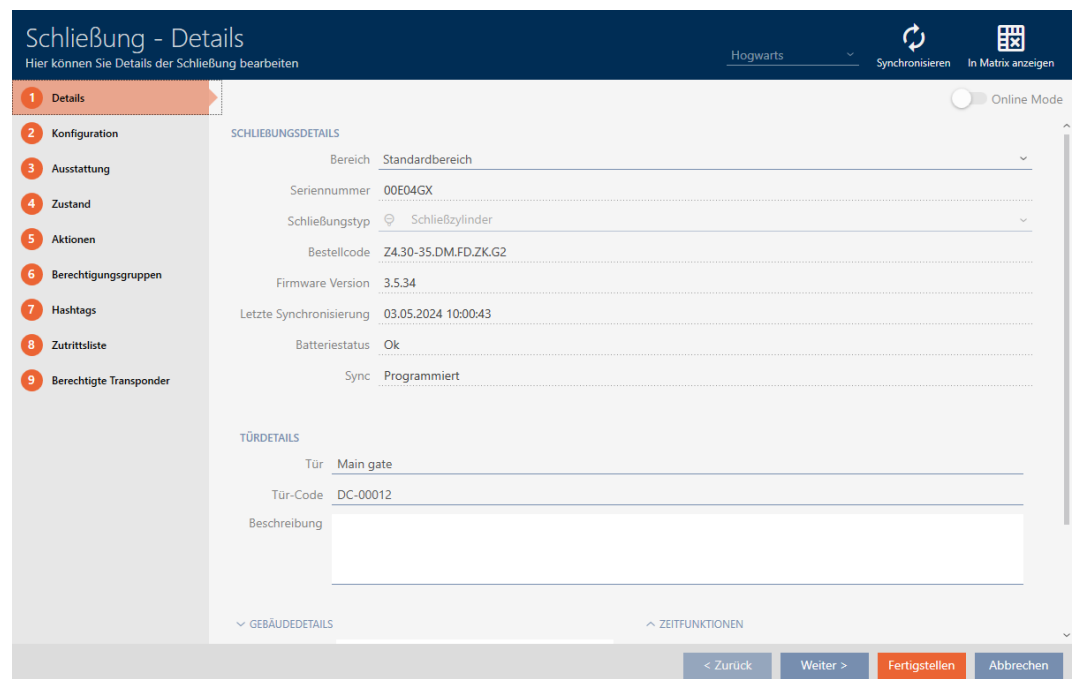 Schließung - Details
Hier können Sie Details der Schließung bearbeiten
Hogwarts
Synchronisieren
In Matrix anzeigen
1 Details
2 Konfiguration
3 Ausstattung
4 Zustand
5 Aktionen
6 Berechtigungsgruppen
7 Hashtags
8 Zutrittsliste
9 Berechtigte Transponder
Online Mode
SCHLIEßUNGSDETAILS
Bereich Standardbereich
Seriennummer 00E04GX
Schließungstyp Schließzylinder
Bestellcode Z4.30-35.DM.FD.ZK.G2
Firmware Version 3.5.34
Letzte Synchronisierung 03.05.2024 10:00:43
Batteriestatus Ok
Sync Programmiert
TÜRDETAILS
Tür Main gate
Tür-Code DC-00012
Beschreibung
GEBÄUDEDETAILS
ZEITFUNKTIONEN
< Zurück
Weiter >
Fertigstellen
Abbrechen